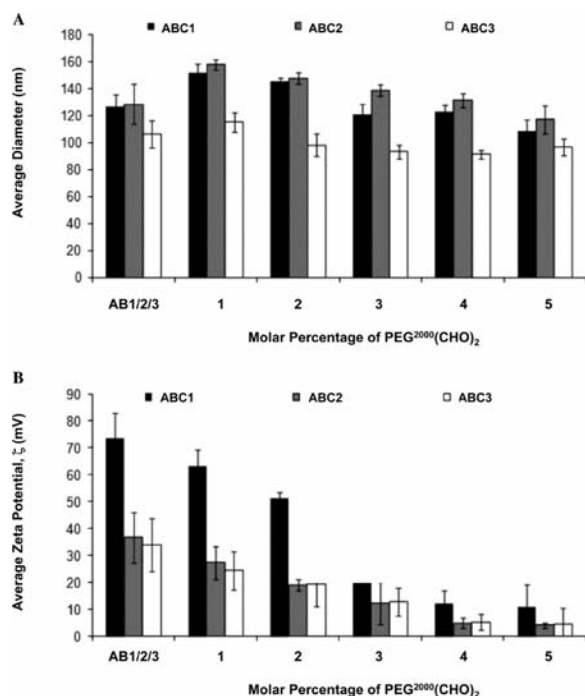 A
ABC1 ABC2 ABC3
180
160
140
120
100
80
60
40
20
0
Average Diameter (nm)
AB1/2/3 1 2 3 4 5
Molar Percentage of PEG²⁰⁰⁰(CHO)₂
B
ABC1 ABC2 ABC3
90
80
70
60
50
40
30
20
10
0
Average Zeta Potential, ζ (mV)
AB1/2/3 1 2 3 4 5
Molar Percentage of PEG²⁰⁰⁰(CHO)₂